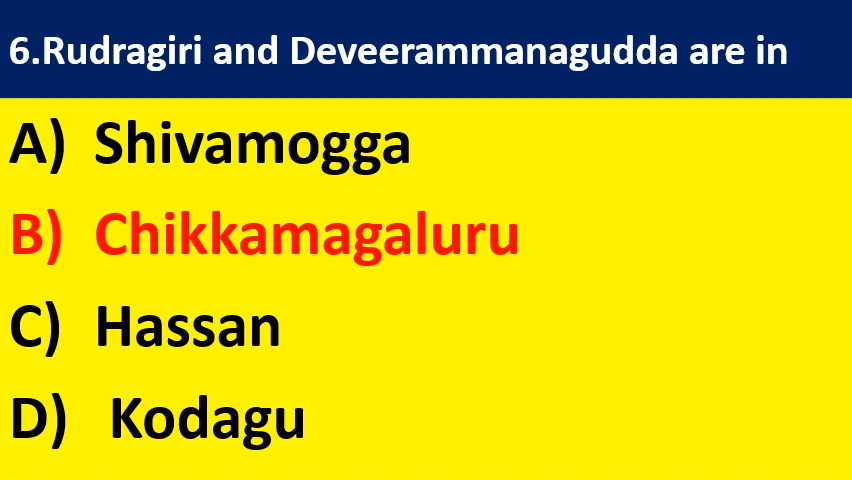 6.Rudragiri and Deveerammanagudda are in
A) Shivamogga
B) Chikkamagaluru
C) Hassan
D) Kodagu